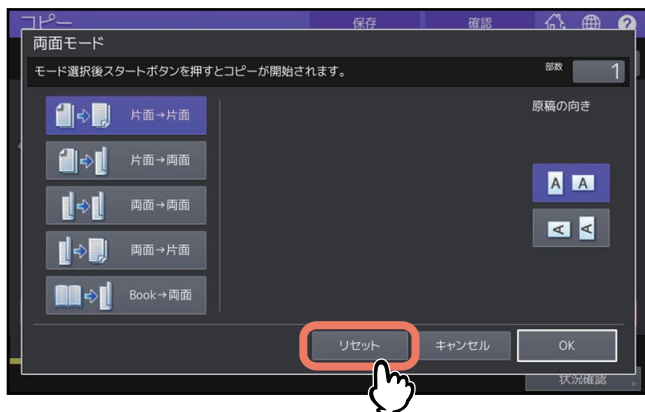 コピー
保存
確認
両面モード
モード選択後スタートボタンを押すとコピーが開始されます。
部数
1
片面→片面
片面→両面
両面→両面
両面→片面
Book→両面
原稿の向き
A A
A A
リセット
キャンセル
OK
状況確認